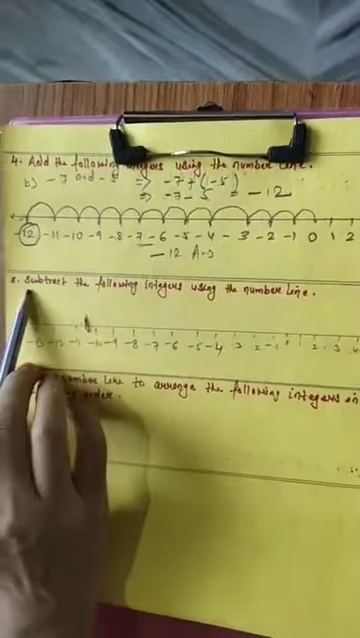 4. Add the following integers using the number line.
b) -7 and -5 => -7 + (-5)
=> -7 - 5 = -12
-12 -11 -10 -9 -8 -7 -6 -5 -4 -3 -2 -1 0 1 2
-12 Ans
5. Subtract the following integers using the number line.
-8 -7 -6 -5 -4 -3 -2 -1 1 2 3 4
number line to arrange the following integers in
order.